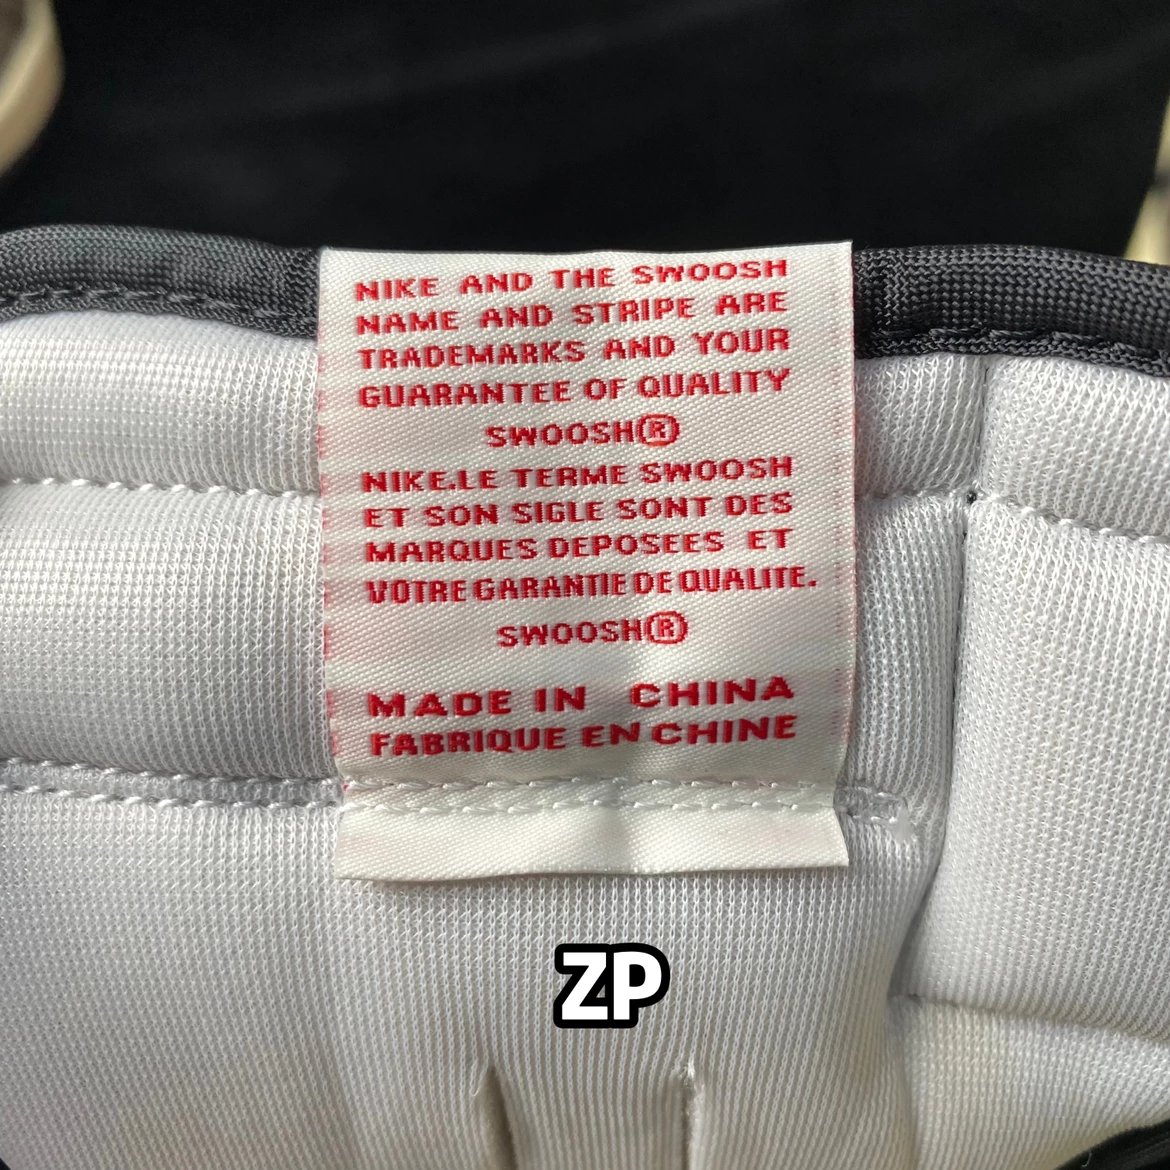 NIKE AND THE SWOOSH
NAME AND STRIPE ARE
TRADEMARKS AND YOUR
GUARANTEE OF QUALITY
SWOOSH®
NIKE.LE TERME SWOOSH
ET SON SIGLE SONT DES
MARQUES DEPOSEES ET
VOTRE GARANTIE DE QUALITE.
SWOOSH®
MADE IN CHINA
FABRIQUE EN CHINE
ZP